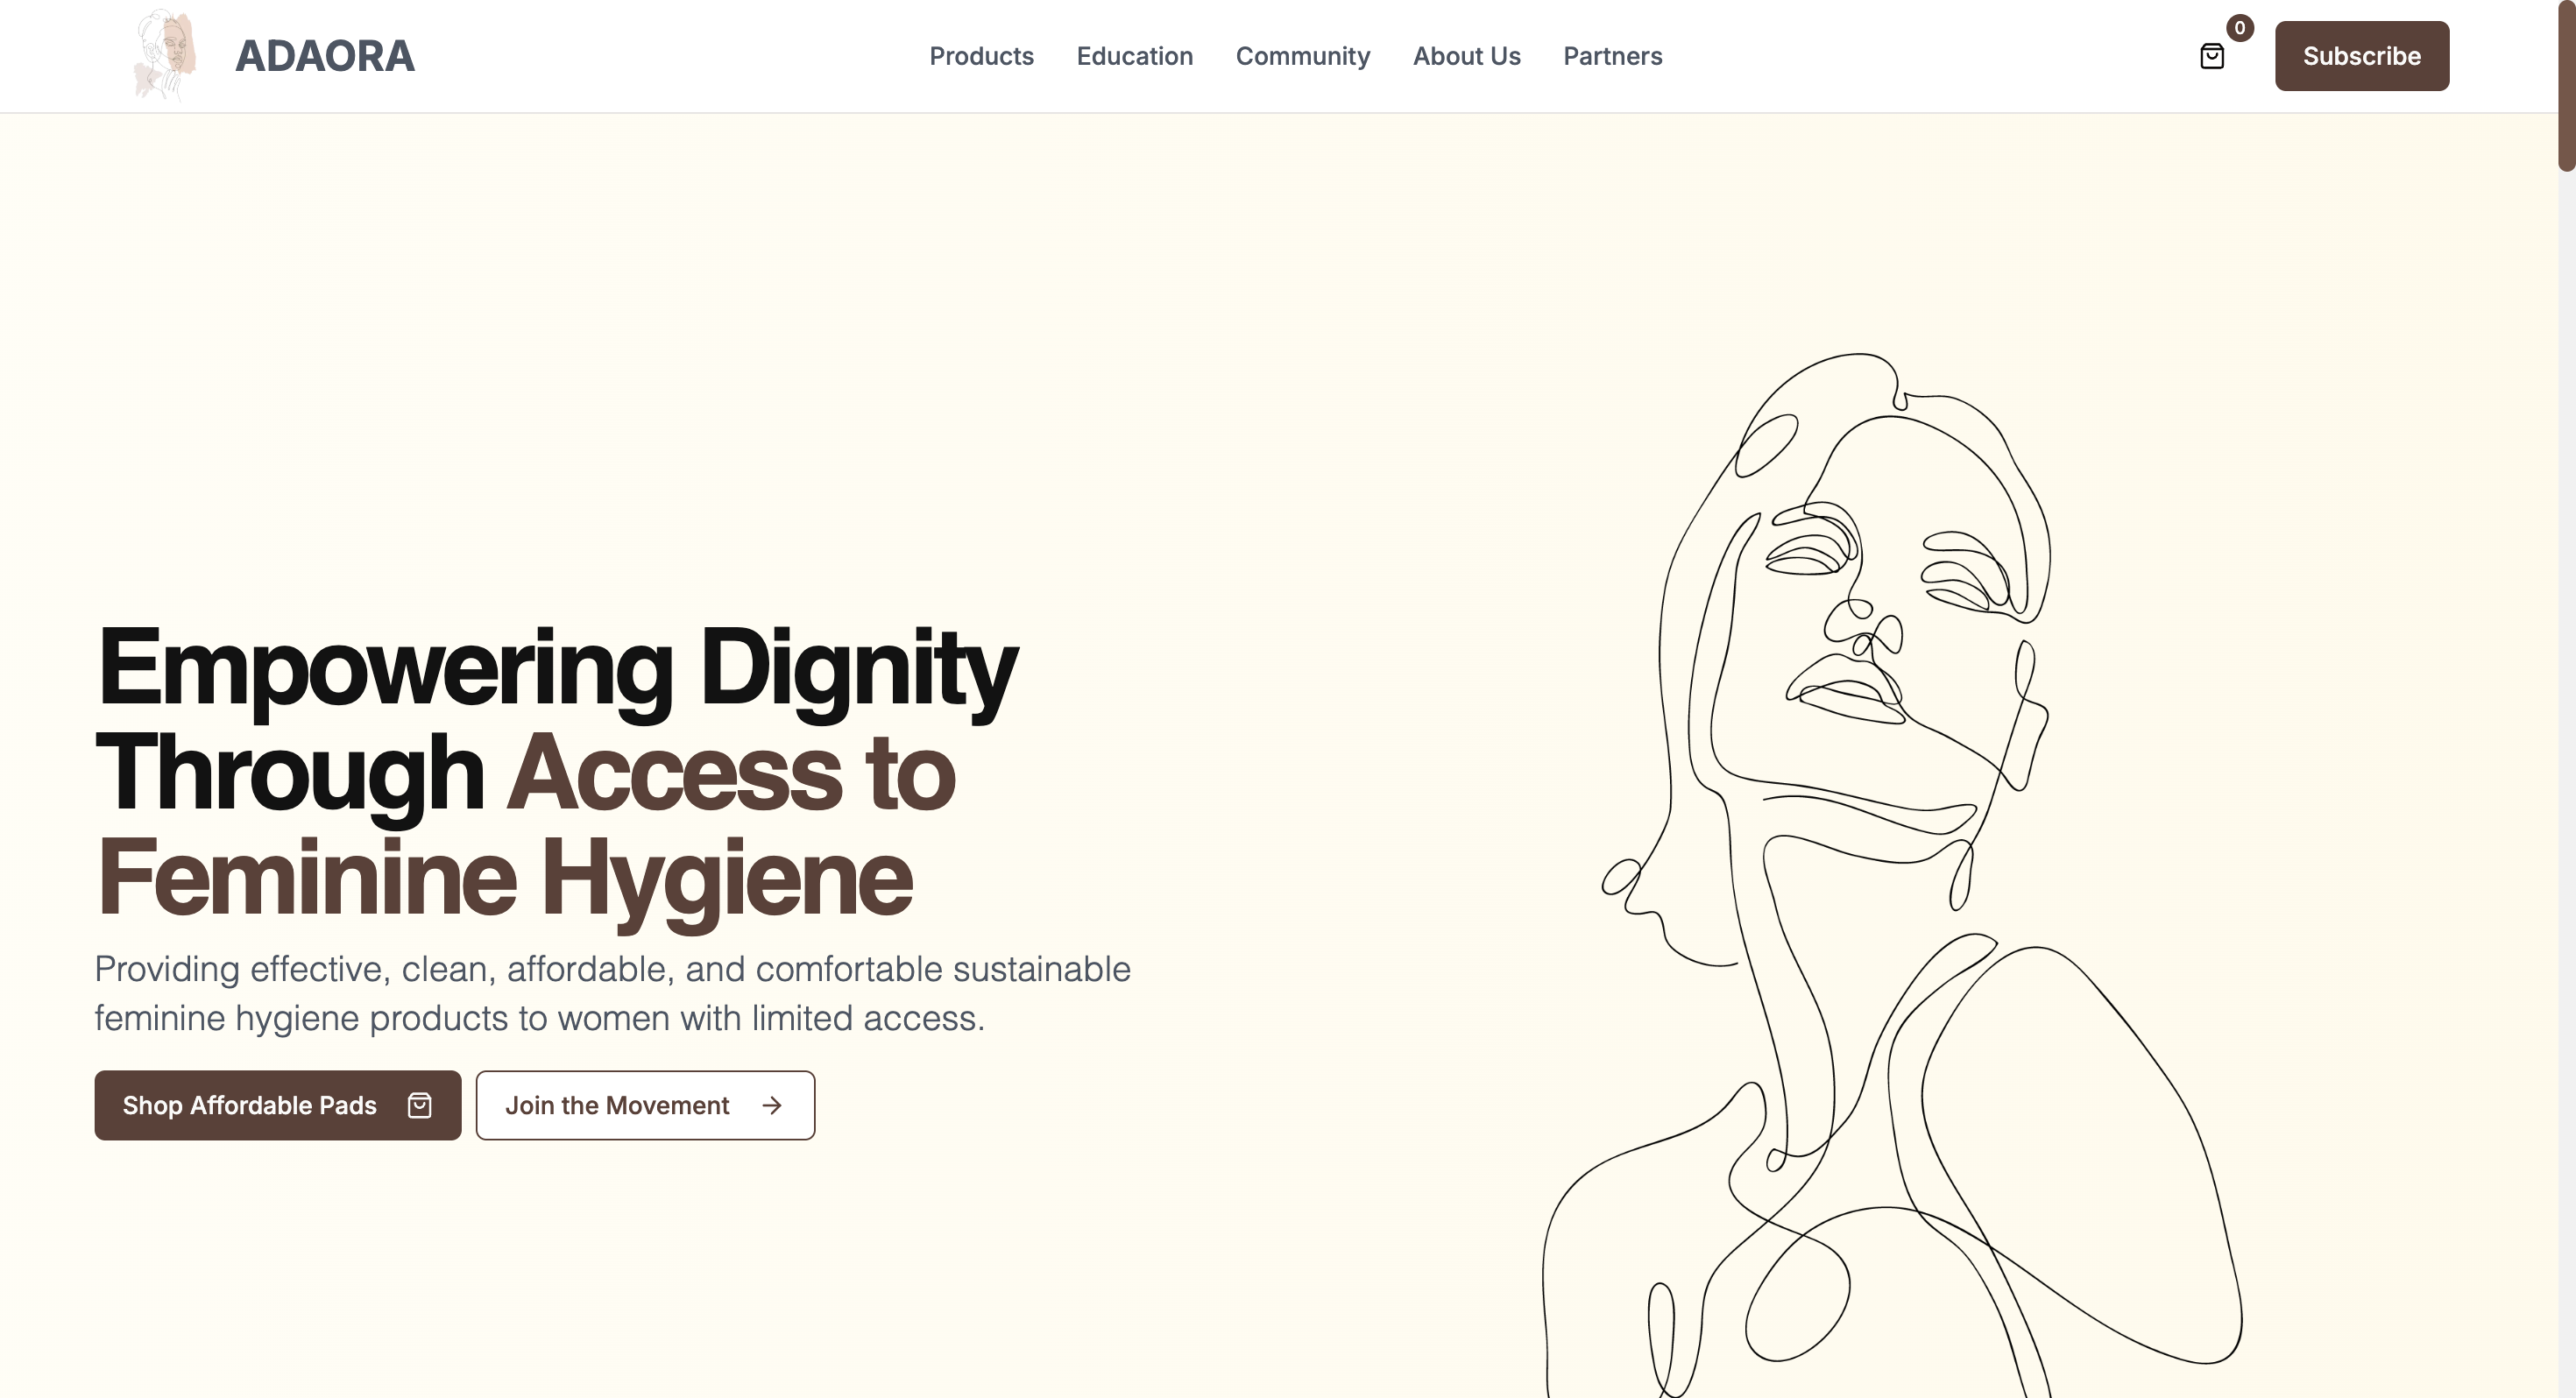 ADAORA
Products Education Community About Us Partners
0
Subscribe
Empowering Dignity
Through Access to
Feminine Hygiene
Providing effective, clean, affordable, and comfortable sustainable
feminine hygiene products to women with limited access.
Shop Affordable Pads
Join the Movement